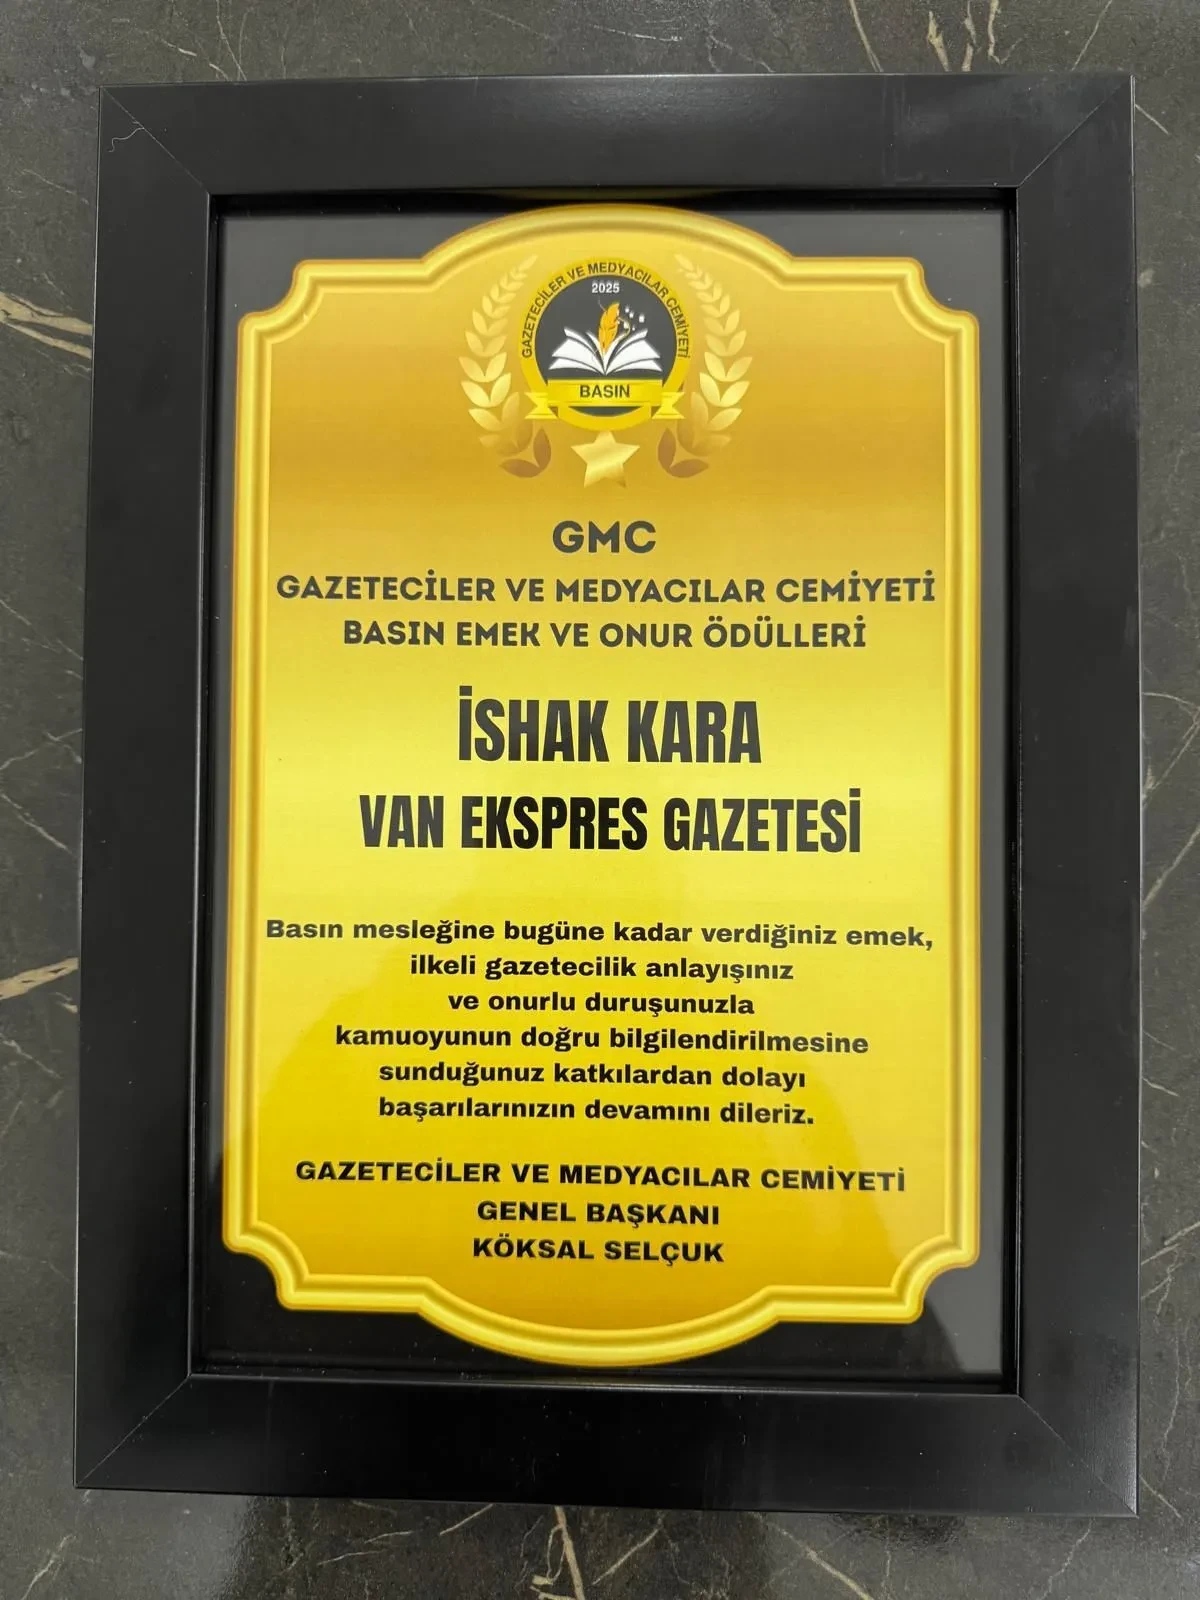 GAZETECİLER VE MEDYACILAR CEMİYETİ
2025
BASIN
GMC
GAZETECİLER VE MEDYACILAR CEMİYETİ
BASIN EMEK VE ONUR ÖDÜLLERİ
İSHAK KARA
VAN EKSPRES GAZETESİ
Basın mesleğine bugüne kadar verdiğiniz emek,
ilkeli gazetecilik anlayışınız
ve onurlu duruşunuzla
kamuoyunun doğru bilgilendirilmesine
sunduğunuz katkılardan dolayı
başarılarınızın devamını dileriz.
GAZETECİLER VE MEDYACILAR CEMİYETİ
GENEL BAŞKANI
KÖKSAL SELÇUK